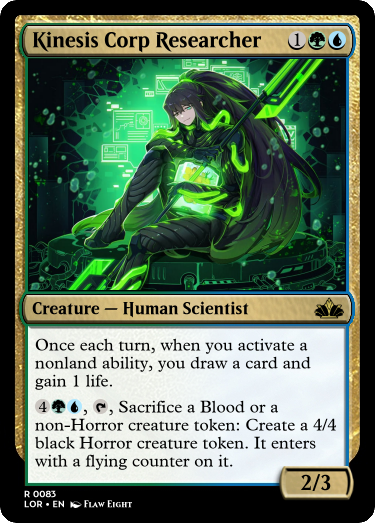 Kinesis Corp Researcher 1GU
Creature — Human Scientist
Once each turn, when you activate a
nonland ability, you draw a card and
gain 1 life.
4GU, T, Sacrifice a Blood or a
non-Horror creature token: Create a 4/4
black Horror creature token. It enters
with a flying counter on it.
2/3
R 0083
LOR • EN Flaw Eight